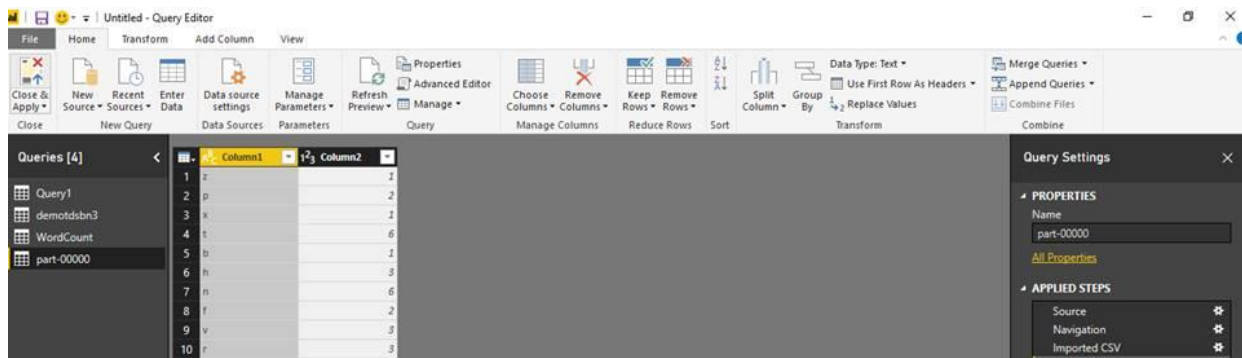 Untitled - Query Editor
File Home Transform Add Column View
Close & Apply
New Source
Recent Sources
Enter Data
Data source settings
Manage Parameters
Refresh Preview
Properties
Advanced Editor
Manage
Choose Columns
Remove Columns
Keep Rows
Remove Rows
Split Column
Group By
Data Type: Text
Use First Row As Headers
Replace Values
Merge Queries
Append Queries
Combine Files
Close New Query Data Sources Parameters Query Manage Columns Reduce Rows Sort Transform Combine
Queries [4]
Query1
demotdsbn3
WordCount
part-00000
Column1 123 Column2
1 z 1
2 p 2
3 x 1
4 t 6
5 b 1
6 h 3
7 n 6
8 f 2
9 v 3
10 r 3
Query Settings
PROPERTIES
Name
part-00000
All Properties
APPLIED STEPS
Source
Navigation
Imported CSV